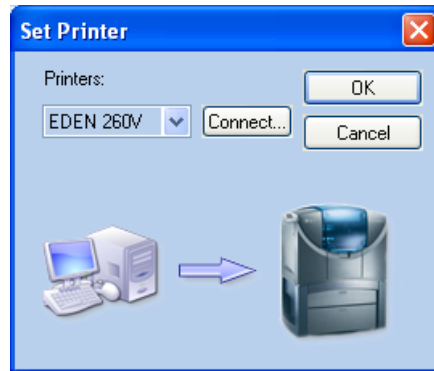 Set Printer
Printers:
OK
EDEN 260V
Connect...
Cancel